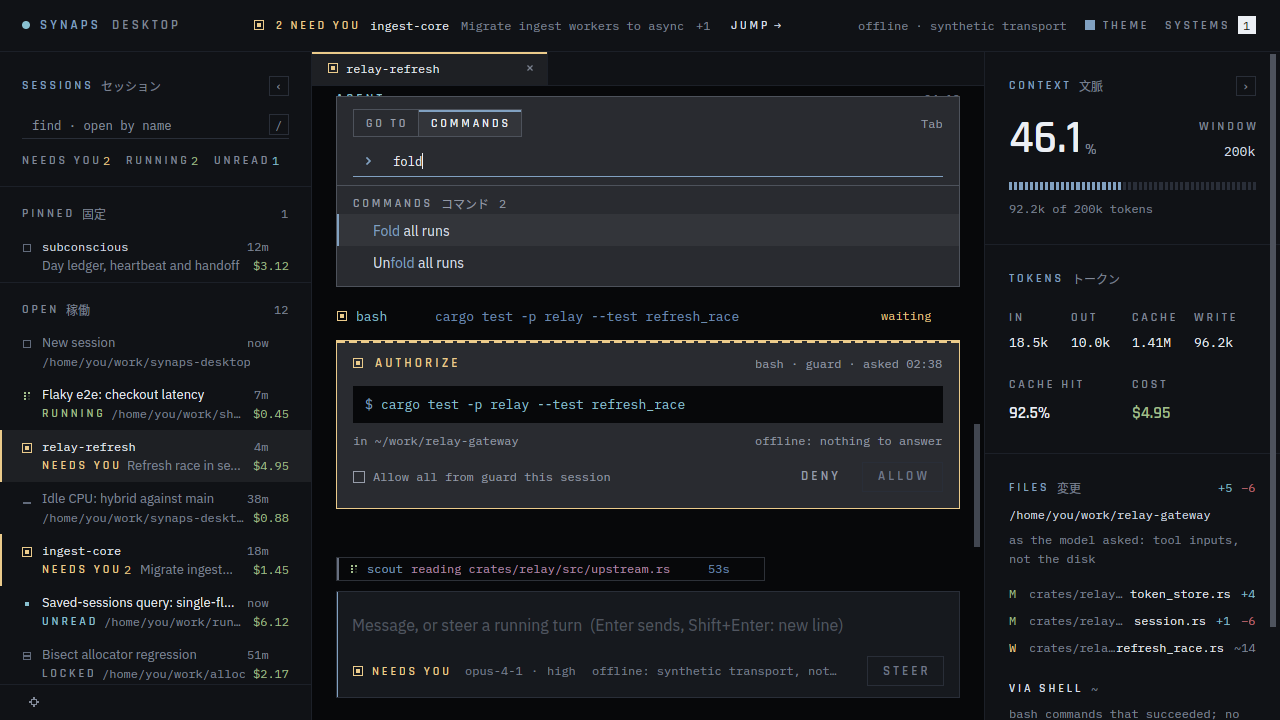 SYNAPS DESKTOP
2 NEED YOU ingest-core Migrate ingest workers to async +1 JUMP →
offline · synthetic transport THEME SYSTEMS 1
SESSIONS セッション ‹
find · open by name /
NEEDS YOU 2 RUNNING 2 UNREAD 1
PINNED 固定 1
subconscious 12m
Day ledger, heartbeat and handoff $3.12
OPEN 稼働 12
New session now
/home/you/work/synaps-desktop
Flaky e2e: checkout latency 7m
RUNNING /home/you/work/sh… $0.45
relay-refresh 4m
NEEDS YOU Refresh race in se… $4.95
Idle CPU: hybrid against main 38m
/home/you/work/synaps-deskt… $0.88
ingest-core 18m
NEEDS YOU 2 Migrate ingest… $1.45
Saved-sessions query: single-fl… now
UNREAD /home/you/work/run… $6.12
Bisect allocator regression 51m
LOCKED /home/you/work/alloc $2.17
relay-refresh ×
GO TO COMMANDS Tab
› fold
COMMANDS コマンド 2
Fold all runs
Unfold all runs
bash cargo test -p relay --test refresh_race waiting
AUTHORIZE bash · guard · asked 02:38
$ cargo test -p relay --test refresh_race
in ~/work/relay-gateway offline: nothing to answer
Allow all from guard this session DENY ALLOW
scout reading crates/relay/src/upstream.rs 53s
Message, or steer a running turn (Enter sends, Shift+Enter: new line)
NEEDS YOU opus-4-1 · high offline: synthetic transport, not… STEER
CONTEXT 文脈 ›
46.1% WINDOW
200k
92.2k of 200k tokens
TOKENS トークン
IN OUT CACHE WRITE
18.5k 10.0k 1.41M 96.2k
CACHE HIT COST
92.5% $4.95
FILES 変更 +5 −6
/home/you/work/relay-gateway
as the model asked: tool inputs,
not the disk
M crates/relay… token_store.rs +4
M crates/relay… session.rs +1 −6
W crates/rela…refresh_race.rs ~14
VIA SHELL ~
bash commands that succeeded; no